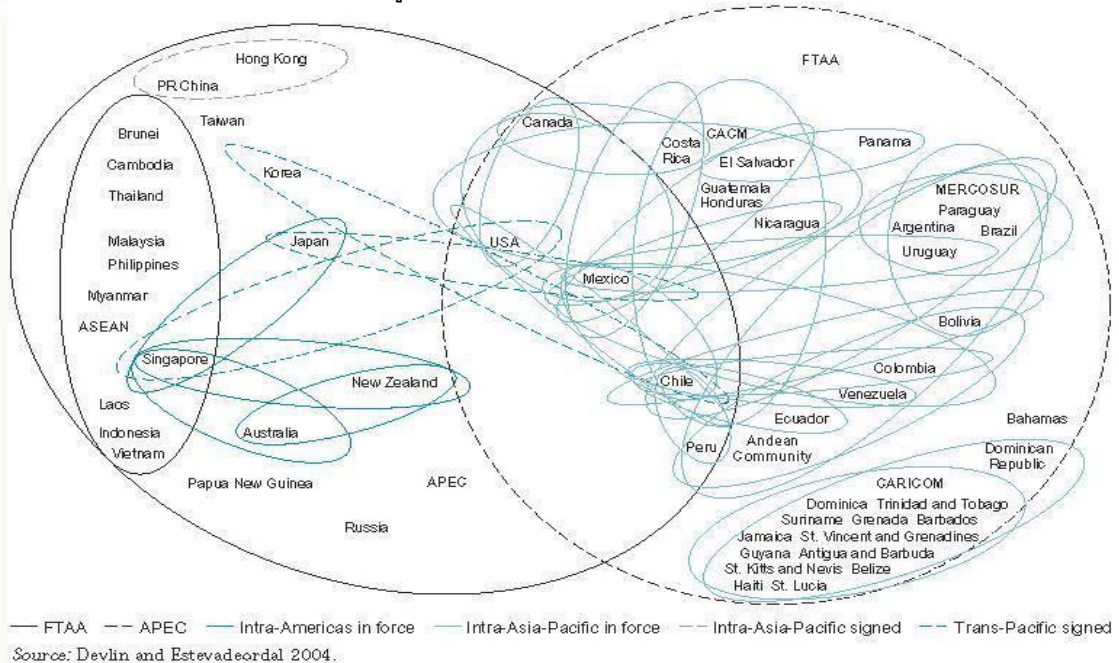 Hong Kong
PR China
Taiwan
Brunei
Cambodia
Thailand
Korea
Malaysia
Japan
Philippines
Myanmar
ASEAN
Singapore
New Zealand
Laos
Indonesia
Australia
Vietnam
Papua New Guinea
APEC
Russia
FTAA
Canada
Costa
Rica
CACM
El Salvador
Panama
Guatemala
Honduras
Nicaragua
USA
Mexico
MERCOSUR
Paraguay
Argentina
Brazil
Uruguay
Bolivia
Chile
Colombia
Venezuela
Ecuador
Peru
Andean
Community
Bahamas
Dominican
Republic
CARICOM
Dominica Trinidad and Tobago
Suriname Grenada Barbados
Jamaica St. Vincent and Grenadines
Guyana Antigua and Barbuda
St. Kitts and Nevis Belize
Haiti St. Lucia
FTAA APEC Intra-Americas in force Intra-Asia-Pacific in force Intra-Asia-Pacific signed Trans-Pacific signed
Source: Devlin and Estevadeordal 2004.